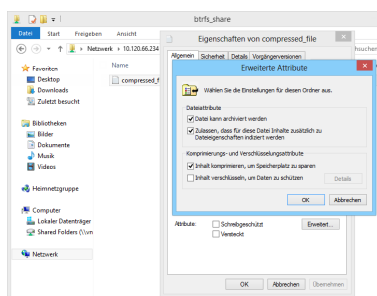 btrfs_share
Datei Start Freigeben Ansicht
Netzwerk 10.120.66.234
Eigenschaften von compressed_file
Allgemein Sicherheit Details Vorgängerversionen
Erweiterte Attribute
Wählen Sie die Einstellungen für diesen Ordner aus.
Dateiattribute
Datei kann archiviert werden
Zulassen, dass für diese Datei Inhalte zusätzlich zu
Dateieigenschaften indiziert werden
Komprimierungs- und Verschlüsselungsattribute
Inhalt komprimieren, um Speicherplatz zu sparen
Inhalt verschlüsseln, um Daten zu schützen
Details
OK Abbrechen
Attribute: Schreibgeschützt Erweitert...
Versteckt
OK Abbrechen Übernehmen
Name
compressed_f
Favoriten
Desktop
Downloads
Zuletzt besucht
Bibliotheken
Bilder
Dokumente
Musik
Videos
Heimnetzgruppe
Computer
Lokaler Datenträger
Shared Folders (\\vm
Netzwerk